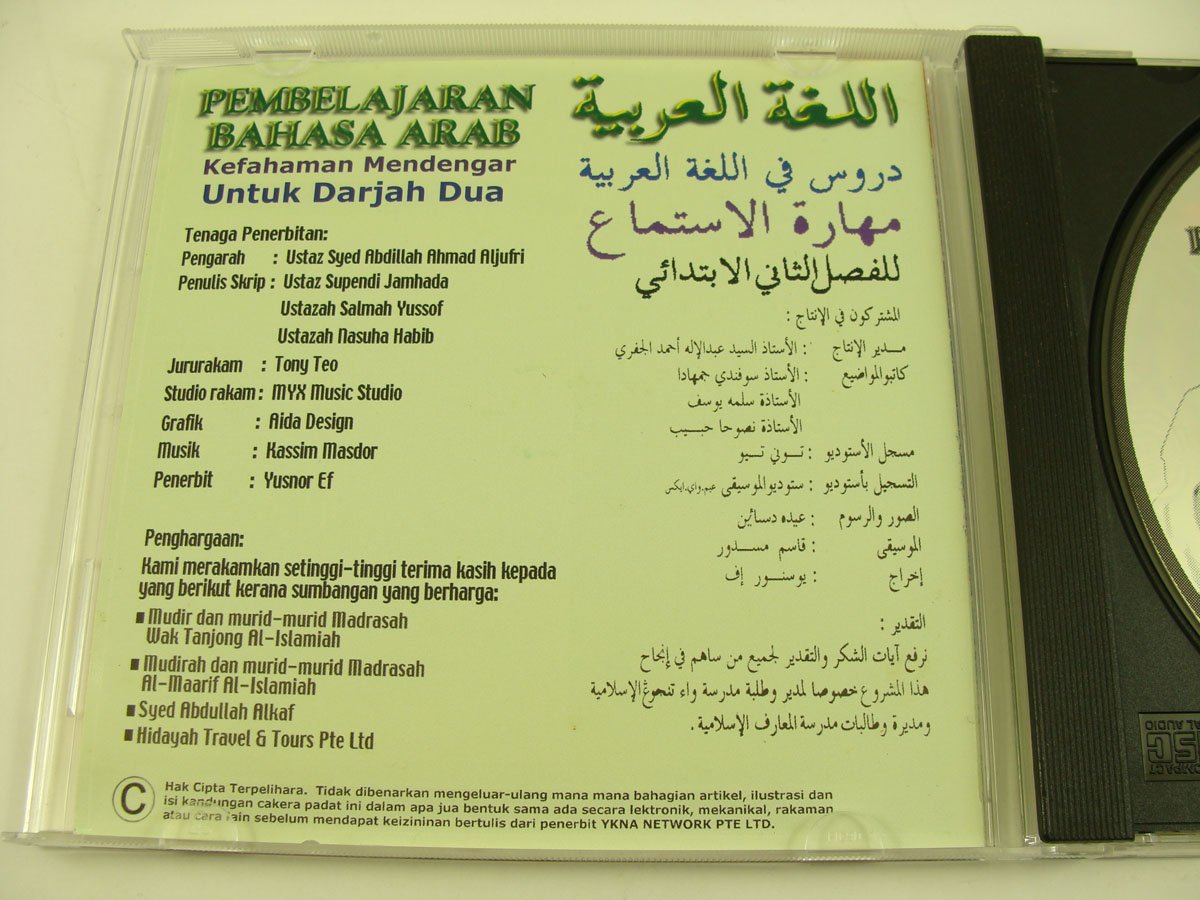 PEMBELAJARAN
BAHASA ARAB
Kefahaman Mendengar
Untuk Darjah Dua
Tenaga Penerbitan:
Pengarah : Ustaz Syed Abdillah Ahmad Aljufri
Penulis Skrip : Ustaz Supendi Jamhada
Ustazah Salmah Yussof
Ustazah Nasuha Habib
Jururakam : Tony Teo
Studio rakam : MYX Music Studio
Grafik : Aida Design
Musik : Kassim Masdor
Penerbit : Yusnor Ef
Penghargaan:
Kami merakamkan setinggi-tinggi terima kasih kepada
yang berikut kerana sumbangan yang berharga:
■ Mudir dan murid-murid Madrasah
Wak Tanjong Al-Islamiah
■ Mudirah dan murid-murid Madrasah
Al-Maarif Al-Islamiah
■ Syed Abdullah Alkaf
■ Hidayah Travel & Tours Pte Ltd
اللغة العربية
دروس في اللغة العربية
مهارة الاستماع
للفصل الثاني الابتدائي
المشتركون في الإنتاج :
مـدير الإنتاج : الأستاذ السيد عبدالإله أحمد الجفري
كاتبو المواضيع : الأستاذ سوفندي جمهادا
الأستاذة سلمه يوسف
الأستاذة نصوحا حبـيب
مسجل الأستوديو : تـوني تـيو
التسجيل بأستوديو : ستوديو الموسيقى عيم.واي.ايكس
الصور والرسوم : عيده دسائين
الموسيقى : قاسم مسـدور
إخراج : يوسنـور إف
التقدير :
نرفع آيات الشكر والتقدير لجميع من ساهم في إنجاح
هذا المشروع خصوصا لمدير وطلبة مدرسة واء تنجوغ الإسلامية
ومديرة وطالبات مدرسة المعارف الإسلامية .
C Hak Cipta Terpelihara. Tidak dibenarkan mengeluar-ulang mana mana bahagian artikel, ilustrasi dan
isi kandungan cakera padat ini dalam apa jua bentuk sama ada secara lektronik, mekanikal, rakaman
atau cara lain sebelum mendapat keizininan bertulis dari penerbit YKNA NETWORK PTE LTD.